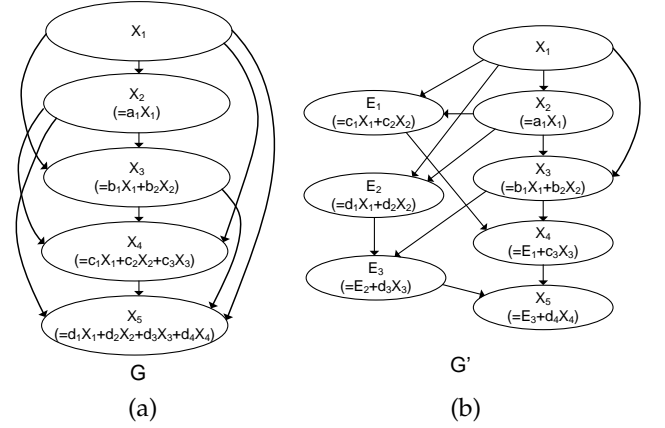 X₁
X₂
(=a₁X₁)
X₃
(=b₁X₁+b₂X₂)
X₄
(=c₁X₁+c₂X₂+c₃X₃)
X₅
(=d₁X₁+d₂X₂+d₃X₃+d₄X₄)
G
(a)
X₁
E₁
(=c₁X₁+c₂X₂)
X₂
(=a₁X₁)
X₃
(=b₁X₁+b₂X₂)
E₂
(=d₁X₁+d₂X₂)
X₄
(=E₁+c₃X₃)
E₃
(=E₂+d₃X₃)
X₅
(=E₃+d₄X₄)
G'
(b)